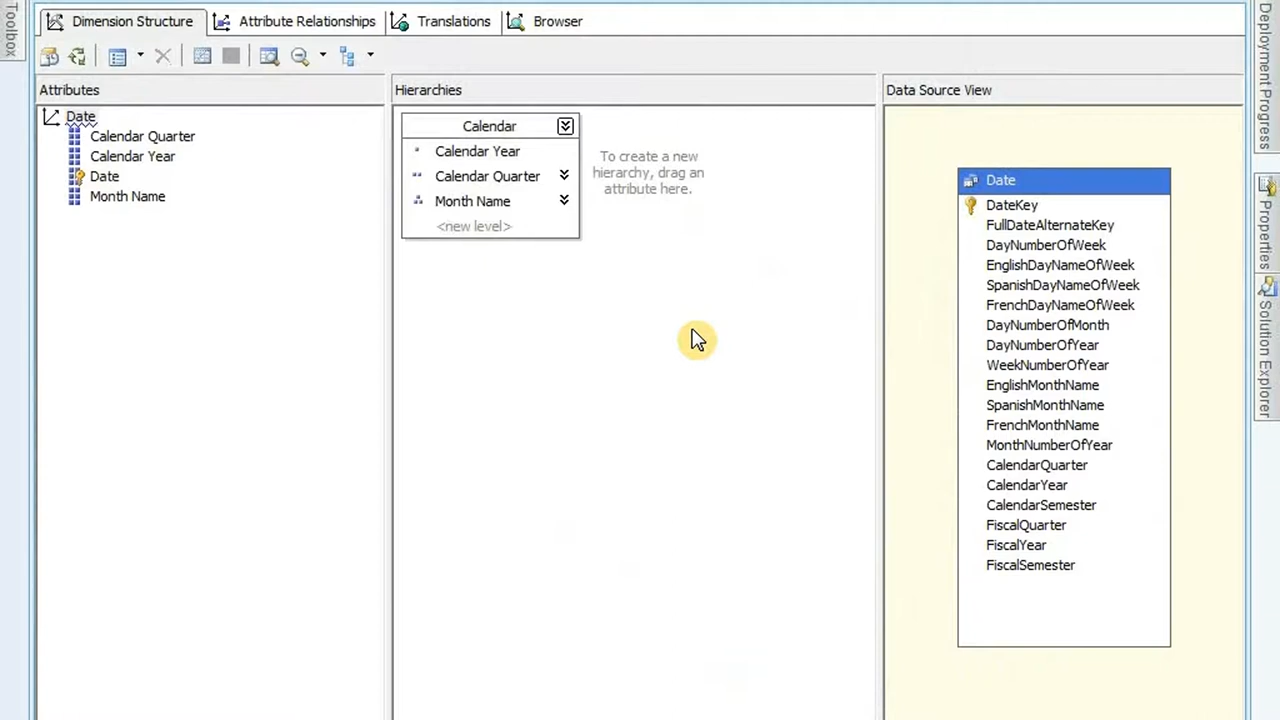 Toolbox
Dimension Structure
Attribute Relationships
Translations
Browser
Attributes
Date
Calendar Quarter
Calendar Year
Date
Month Name
Hierarchies
Calendar
Calendar Year
Calendar Quarter
Month Name
<new level>
To create a new
hierarchy, drag an
attribute here.
Data Source View
Date
DateKey
FullDateAlternateKey
DayNumberOfWeek
EnglishDayNameOfWeek
SpanishDayNameOfWeek
FrenchDayNameOfWeek
DayNumberOfMonth
DayNumberOfYear
WeekNumberOfYear
EnglishMonthName
SpanishMonthName
FrenchMonthName
MonthNumberOfYear
CalendarQuarter
CalendarYear
CalendarSemester
FiscalQuarter
FiscalYear
FiscalSemester
Deployment Progress
Properties
Solution Explorer